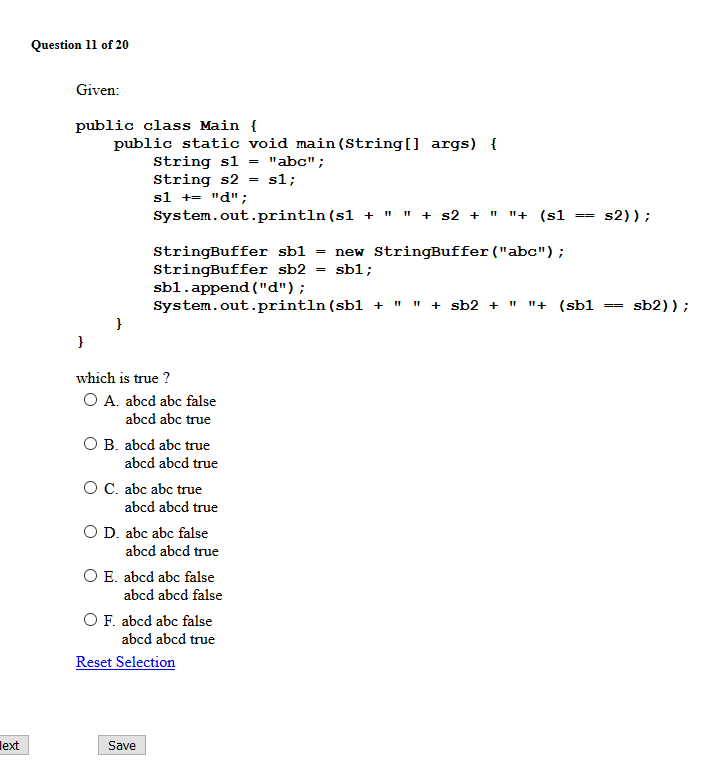 Question 11 of 20
Given:
public class Main {
public static void main(String[] args) {
String s1 = "abc";
String s2 = s1;
s1 += "d";
System.out.println(s1 + " " + s2 + " "+ (s1 == s2));
StringBuffer sb1 = new StringBuffer("abc");
StringBuffer sb2 = sb1;
sb1.append("d");
System.out.println(sb1 + " " + sb2 + " "+ (sb1 == sb2));
}
}
which is true ?
A. abcd abc false
abcd abc true
B. abcd abc true
abcd abcd true
C. abc abc true
abcd abcd true
D. abc abc false
abcd abcd true
E. abcd abc false
abcd abcd false
F. abcd abc false
abcd abcd true
Reset Selection
ext Save